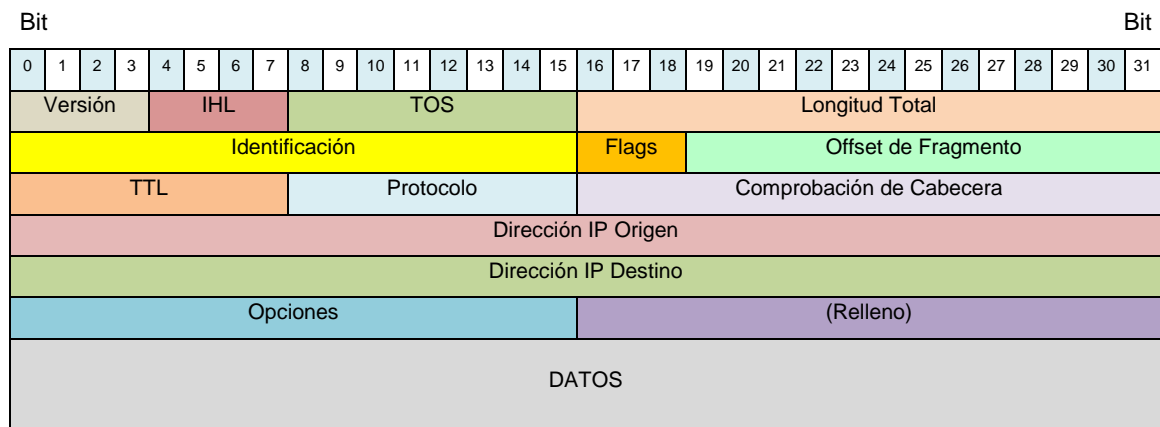 Bit Bit
0 1 2 3 4 5 6 7 8 9 10 11 12 13 14 15 16 17 18 19 20 21 22 23 24 25 26 27 28 29 30 31
Versión IHL TOS Longitud Total
Identificación Flags Offset de Fragmento
TTL Protocolo Comprobación de Cabecera
Dirección IP Origen
Dirección IP Destino
Opciones (Relleno)
DATOS